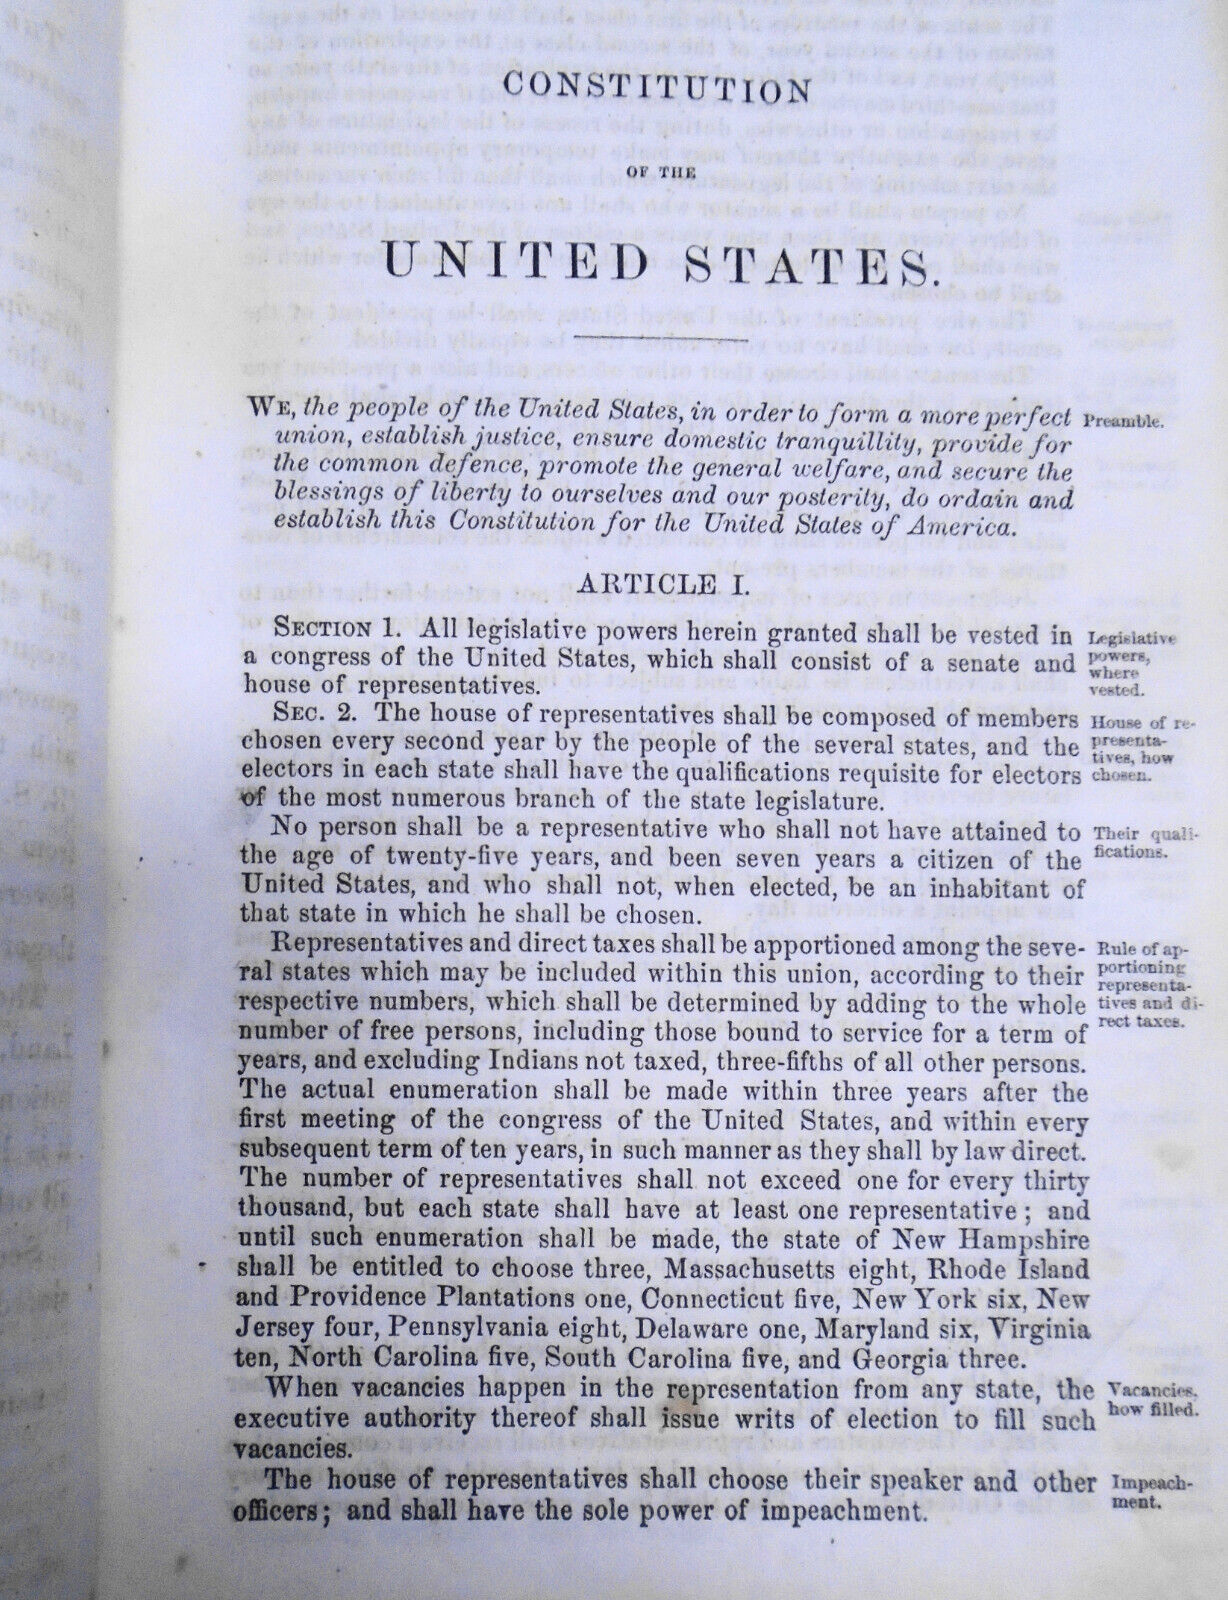 CONSTITUTION
OF THE
UNITED STATES.
WE, the people of the United States, in order to form a more perfect
union, establish justice, ensure domestic tranquillity, provide for
the common defence, promote the general welfare, and secure the
blessings of liberty to ourselves and our posterity, do ordain and
establish this Constitution for the United States of America.
Preamble.
ARTICLE I.
SECTION 1. All legislative powers herein granted shall be vested in
a congress of the United States, which shall consist of a senate and
house of representatives.
Legislative
powers,
where
vested.
SEC. 2. The house of representatives shall be composed of members
chosen every second year by the people of the several states, and the
electors in each state shall have the qualifications requisite for electors
of the most numerous branch of the state legislature.
House of re-
presenta-
tives, how
chosen.
No person shall be a representative who shall not have attained to
the age of twenty-five years, and been seven years a citizen of the
United States, and who shall not, when elected, be an inhabitant of
that state in which he shall be chosen.
Their quali-
fications.
Representatives and direct taxes shall be apportioned among the seve-
ral states which may be included within this union, according to their
respective numbers, which shall be determined by adding to the whole
number of free persons, including those bound to service for a term of
years, and excluding Indians not taxed, three-fifths of all other persons.
The actual enumeration shall be made within three years after the
first meeting of the congress of the United States, and within every
subsequent term of ten years, in such manner as they shall by law direct.
The number of representatives shall not exceed one for every thirty
thousand, but each state shall have at least one representative; and
until such enumeration shall be made, the state of New Hampshire
shall be entitled to choose three, Massachusetts eight, Rhode Island
and Providence Plantations one, Connecticut five, New York six, New
Jersey four, Pennsylvania eight, Delaware one, Maryland six, Virginia
ten, North Carolina five, South Carolina five, and Georgia three.
Rule of ap-
portioning
representa-
tives and di-
rect taxes.
When vacancies happen in the representation from any state, the
executive authority thereof shall issue writs of election to fill such
vacancies.
Vacancies,
how filled.
The house of representatives shall choose their speaker and other
officers; and shall have the sole power of impeachment.
Impeach-
ment.